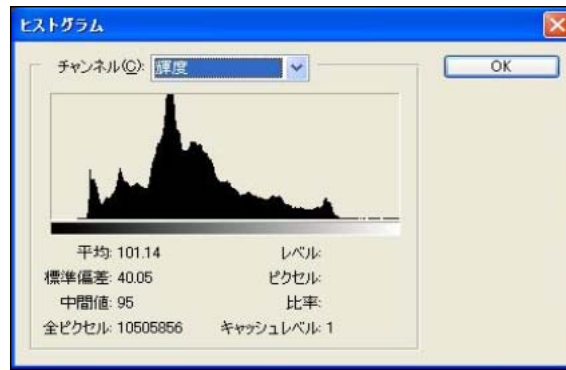 ヒストグラム
チャンネル(C): 輝度
OK
平均: 101.14
レベル:
標準偏差: 40.05
ピクセル:
中間値: 95
比率:
全ピクセル: 10505856
キャッシュレベル: 1